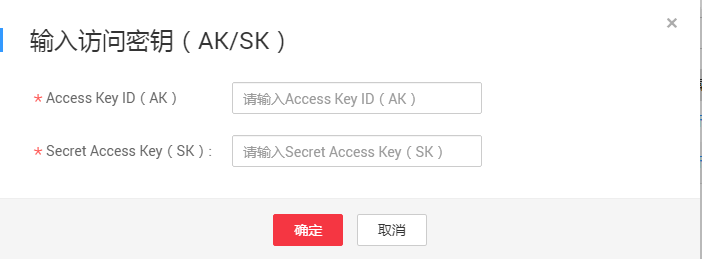 输入访问密钥（AK/SK）
* Access Key ID（AK）
请输入Access Key ID（AK）
* Secret Access Key（SK）:
请输入Secret Access Key（SK）
确定 取消